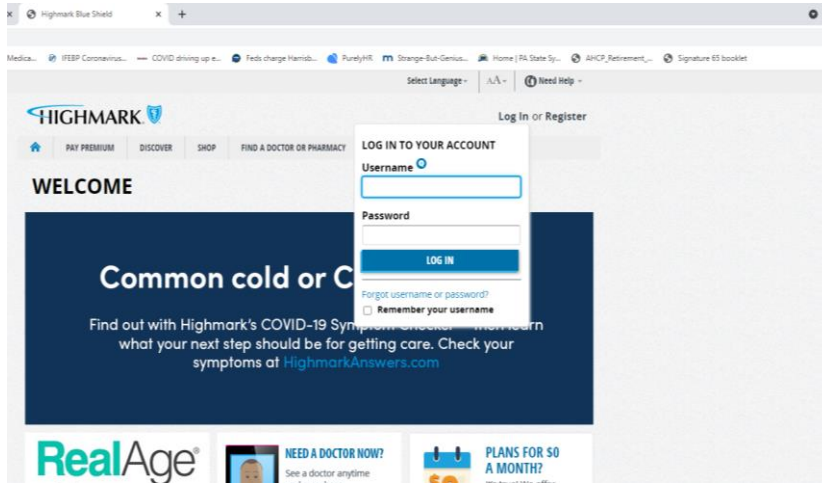 Highmark Blue Shield
Medica... IFEBP Coronavirus... COVID driving up e... Feds charge Harrisb... PurelyHR Strange-But-Genius... Home | PA State Sy... AHCP_Retirement_... Signature 65 booklet
Select Language AA Need Help
HIGHMARK
Log In or Register
PAY PREMIUM DISCOVER SHOP FIND A DOCTOR OR PHARMACY
LOG IN TO YOUR ACCOUNT
Username
Password
LOG IN
Forgot username or password?
Remember your username
WELCOME
Common cold or C
Find out with Highmark's COVID-19 Symptom Checker
what your next step should be for getting care. Check your
symptoms at HighmarkAnswers.com
RealAge®
NEED A DOCTOR NOW?
See a doctor anytime
PLANS FOR $0
A MONTH?